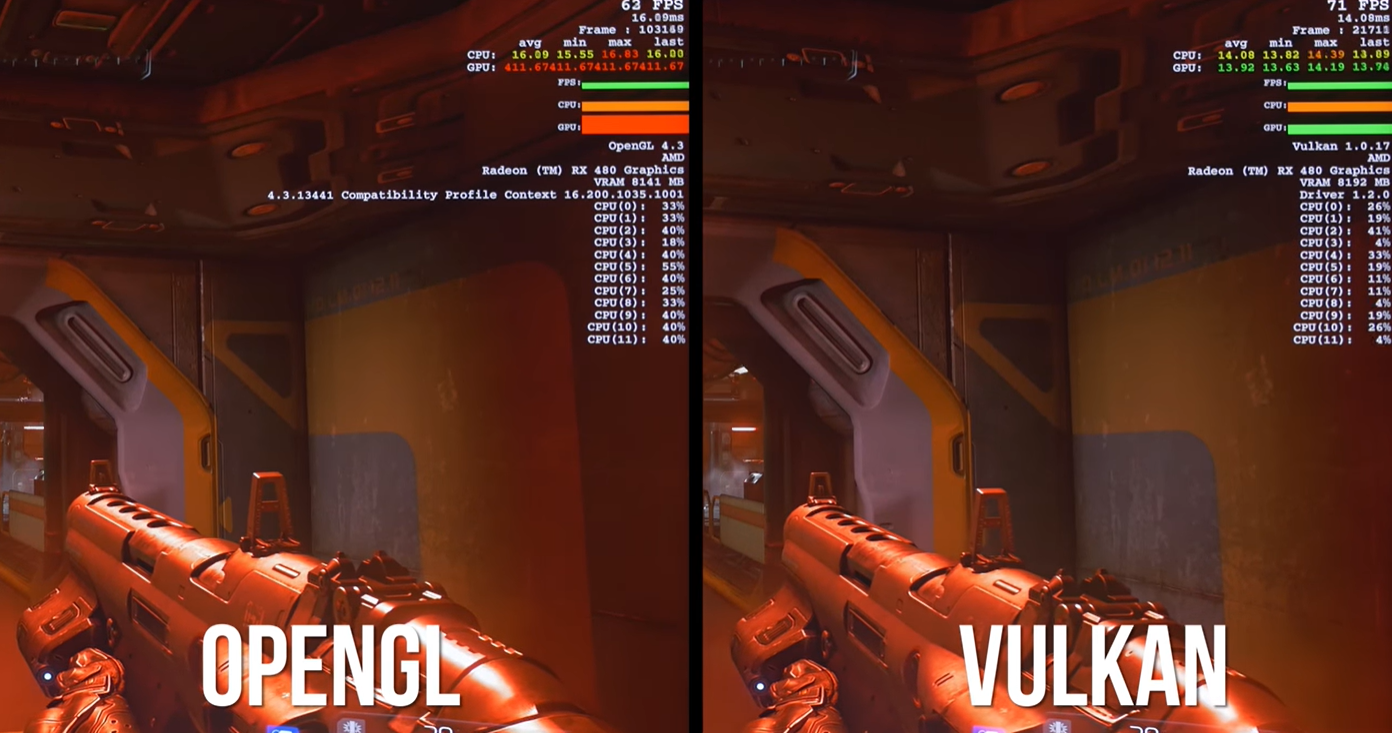 62 FPS
16.09ms
Frame : 103160
avg min max last
CPU: 16.09 15.55 16.83 16.00
GPU: 411.67411.67411.67411.67
FPS:
CPU:
GPU:
OpenGL 4.3
AMD
Radeon (TM) RX 480 Graphics
VRAM 8141 MB
4.3.13441 Compatibility Profile Context 16.200.1035.1001
CPU(0): 33%
CPU(1): 33%
CPU(2): 40%
CPU(3): 18%
CPU(4): 40%
CPU(5): 55%
CPU(6): 40%
CPU(7): 25%
CPU(8): 33%
CPU(9): 40%
CPU(10): 40%
CPU(11): 40%
OPENGL
71 FPS
14.08ms
Frame : 21711
avg min max last
CPU: 14.08 13.82 14.39 13.89
GPU: 13.92 13.63 14.19 13.74
FPS:
CPU:
GPU:
Vulkan 1.0.17
AMD
Radeon (TM) RX 480 Graphics
VRAM 8192 MB
Driver 1.2.0
CPU(0): 26%
CPU(1): 19%
CPU(2): 41%
CPU(3): 4%
CPU(4): 33%
CPU(5): 19%
CPU(6): 11%
CPU(7): 11%
CPU(8): 4%
CPU(9): 19%
CPU(10): 26%
CPU(11): 4%
VULKAN